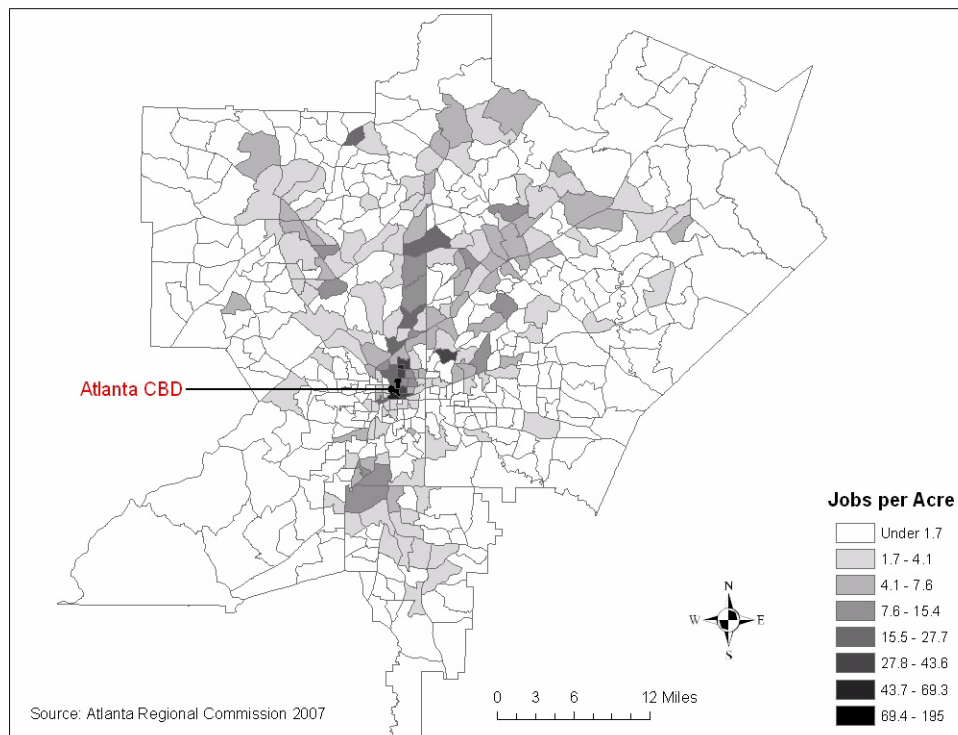 Atlanta CBD
Jobs per Acre
Under 1.7
1.7 - 4.1
4.1 - 7.6
7.6 - 15.4
15.5 - 27.7
27.8 - 43.6
43.7 - 69.3
69.4 - 195
N
W E
S
0 3 6 12 Miles
Source: Atlanta Regional Commission 2007